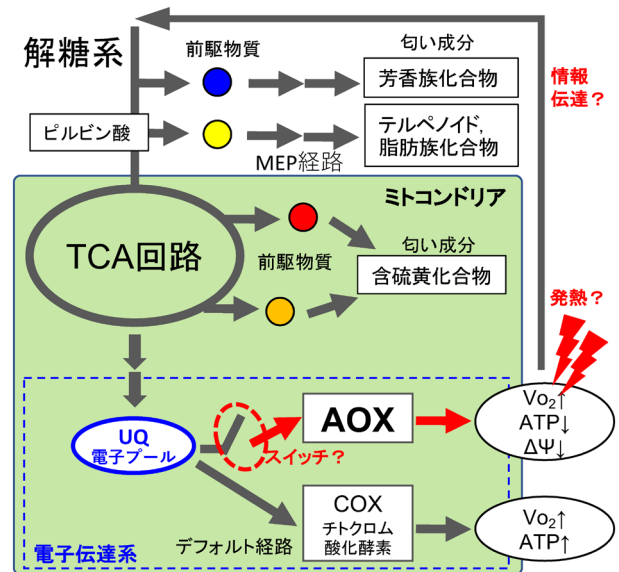 解糖系
前駆物質
匂い成分
芳香族化合物
情報
伝達？
ピルビン酸
テルペノイド,
脂肪族化合物
MEP経路
ミトコンドリア
TCA回路
前駆物質
匂い成分
含硫黄化合物
発熱？
UQ
電子プール
スイッチ？
AOX
Vo₂↑
ATP↓
ΔΨ↓
デフォルト経路
COX
チトクロム
酸化酵素
Vo₂↑
ATP↑
電子伝達系